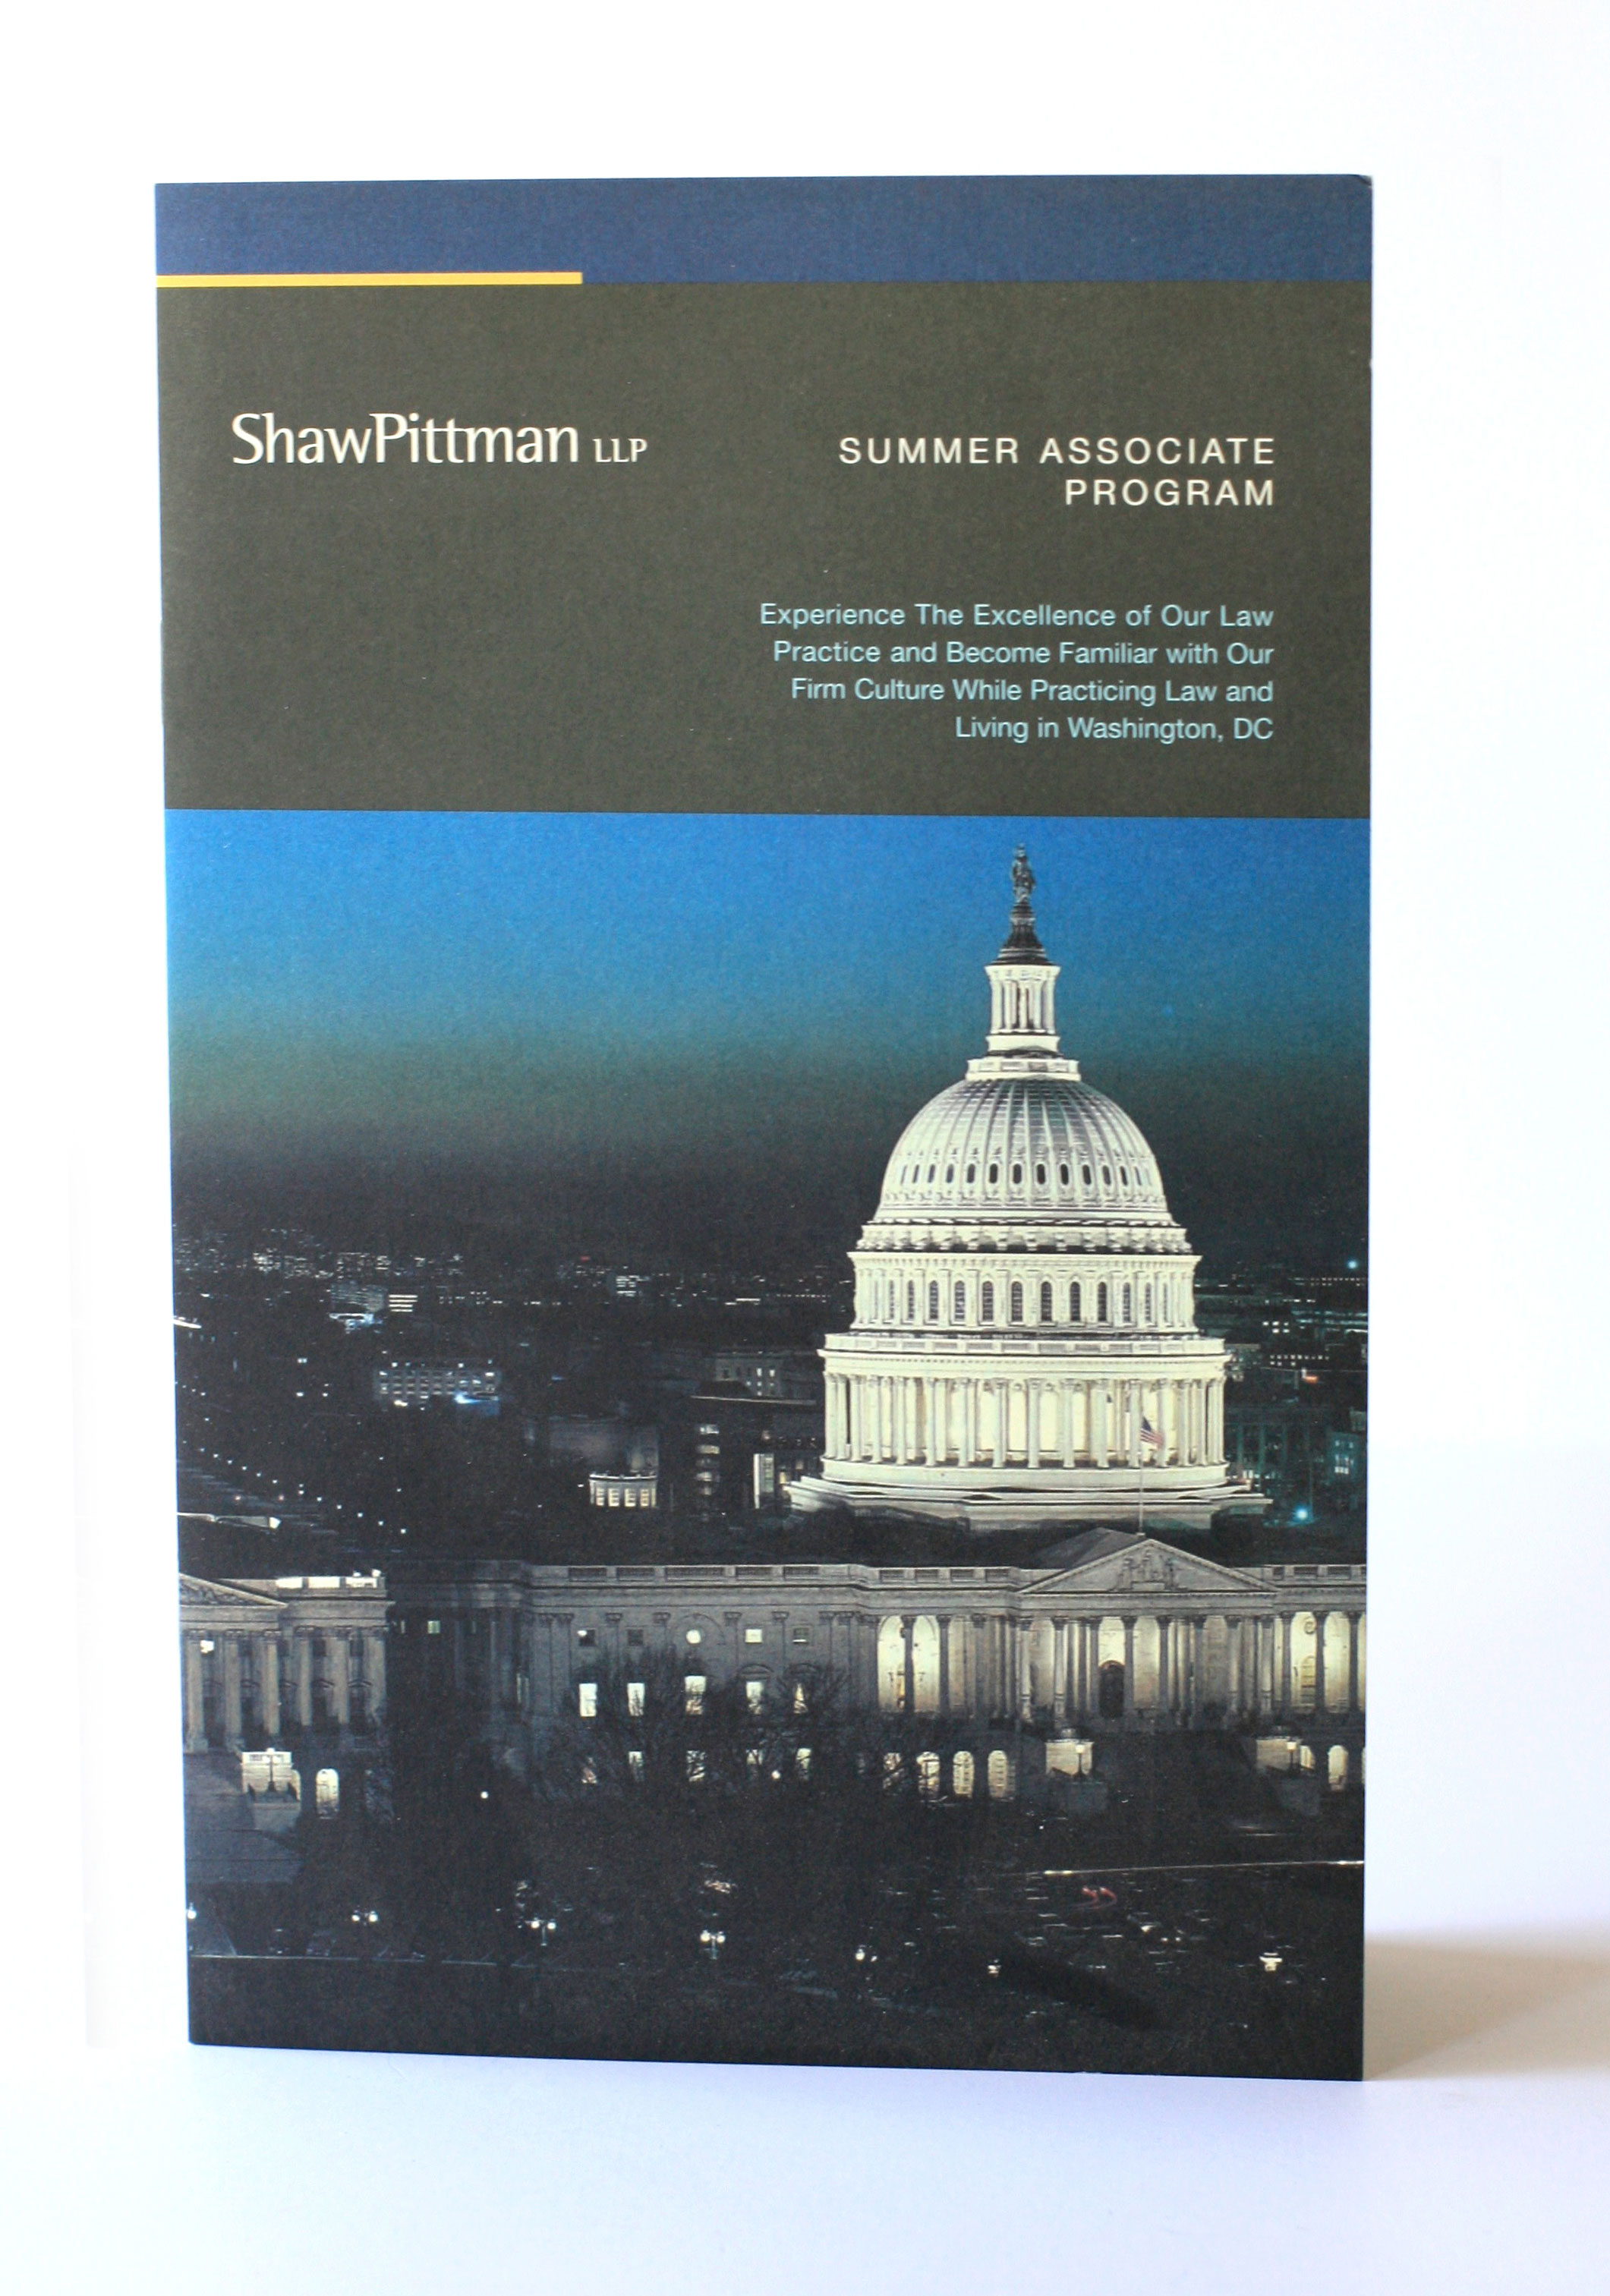 ShawPittman LLP
SUMMER ASSOCIATE
PROGRAM
Experience The Excellence of Our Law
Practice and Become Familiar with Our
Firm Culture While Practicing Law and
Living in Washington, DC